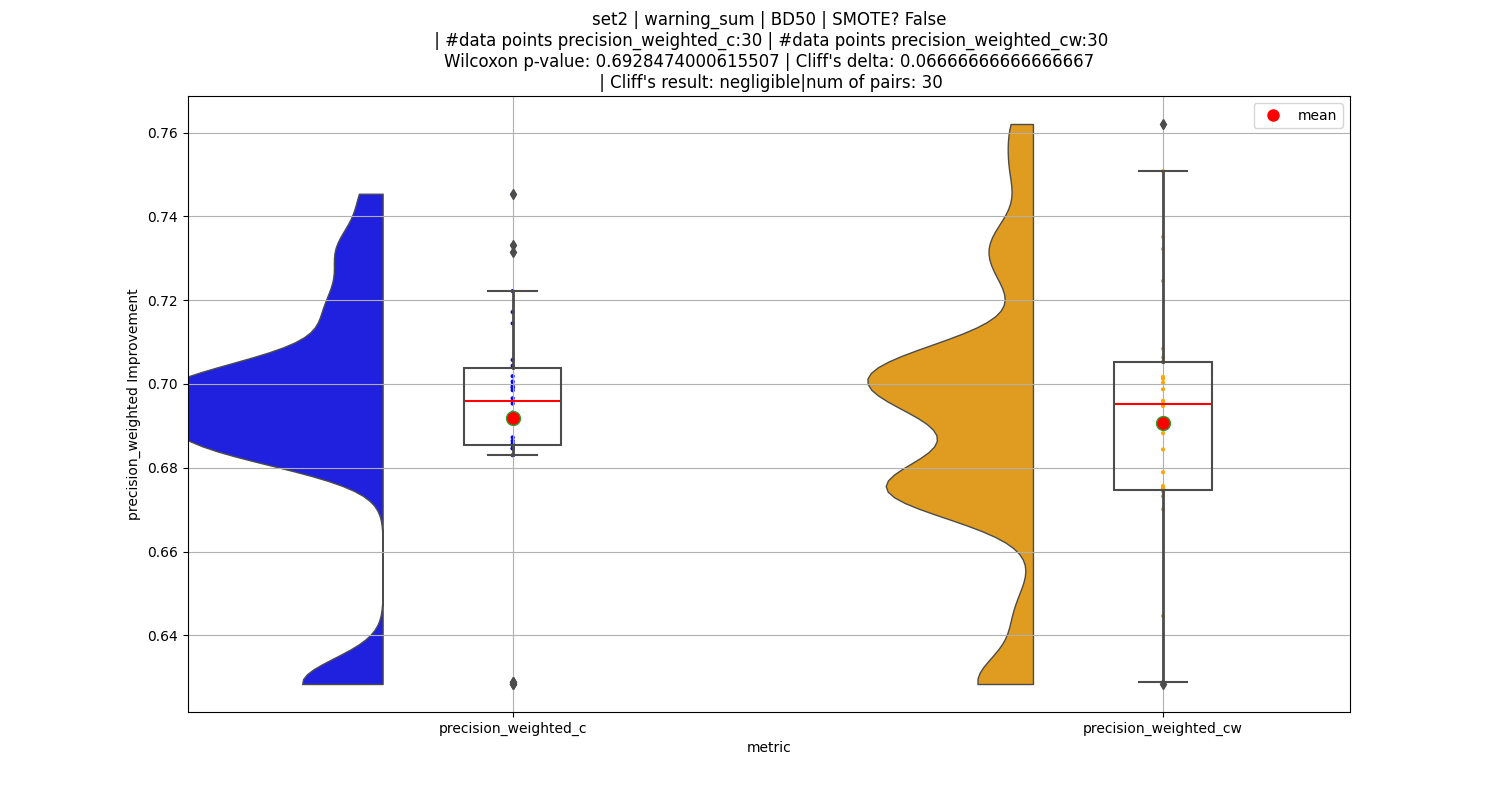 set2 | warning_sum | BD50 | SMOTE? False
| #data points precision_weighted_c:30 | #data points precision_weighted_cw:30
Wilcoxon p-value: 0.6928474000615507 | Cliff's delta: 0.06666666666666667
| Cliff's result: negligible|num of pairs: 30
mean
0.76
0.74
0.72
0.70
0.68
0.66
0.64
precision_weighted Improvement
precision_weighted_c
precision_weighted_cw
metric